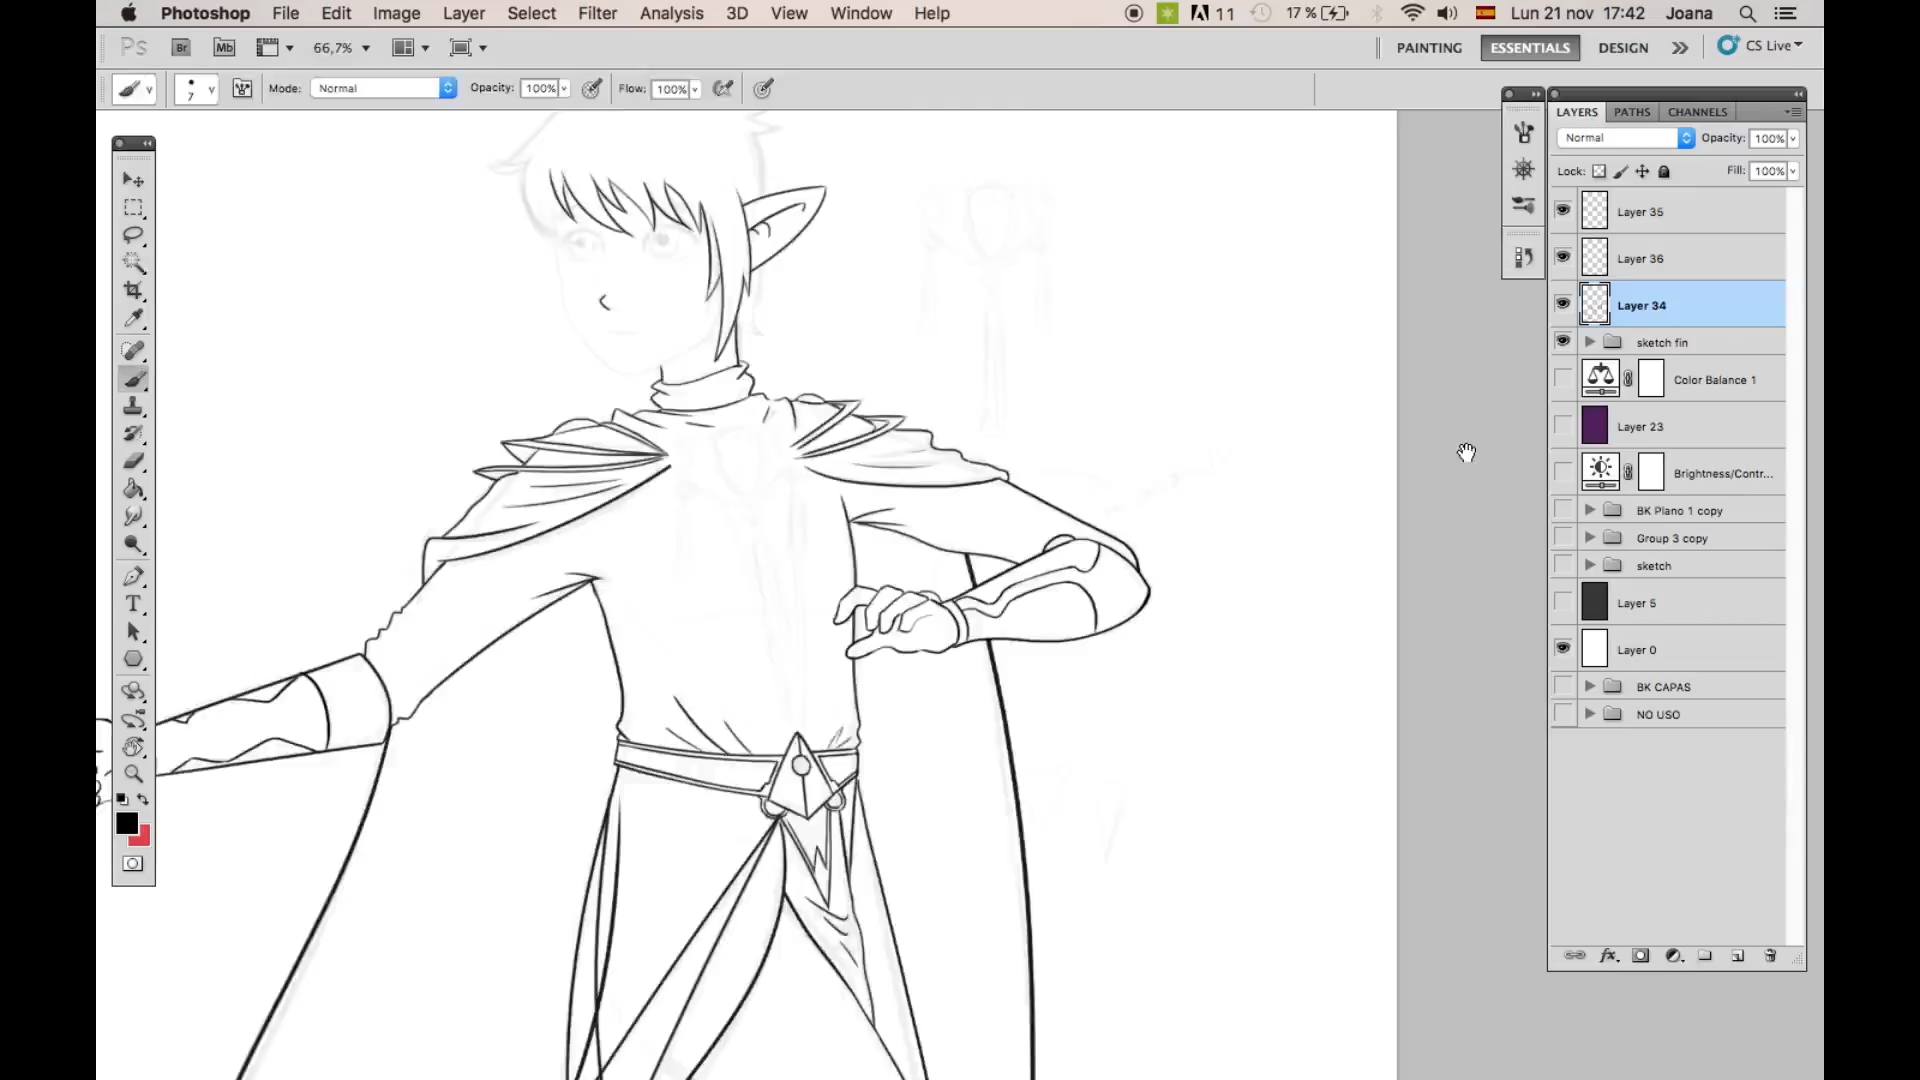 Photoshop File Edit Image Layer Select Filter Analysis 3D View Window Help 11 17 % Lun 21 nov 17:42 Joana
Ps Br Mb 66,7% PAINTING ESSENTIALS DESIGN CS Live
7 Mode: Normal Opacity: 100% Flow: 100%
LAYERS PATHS CHANNELS
Normal Opacity: 100%
Lock: Fill: 100%
Layer 35
Layer 36
Layer 34
sketch fin
Color Balance 1
Layer 23
Brightness/Contr...
BK Plano 1 copy
Group 3 copy
sketch
Layer 5
Layer 0
BK CAPAS
NO USO